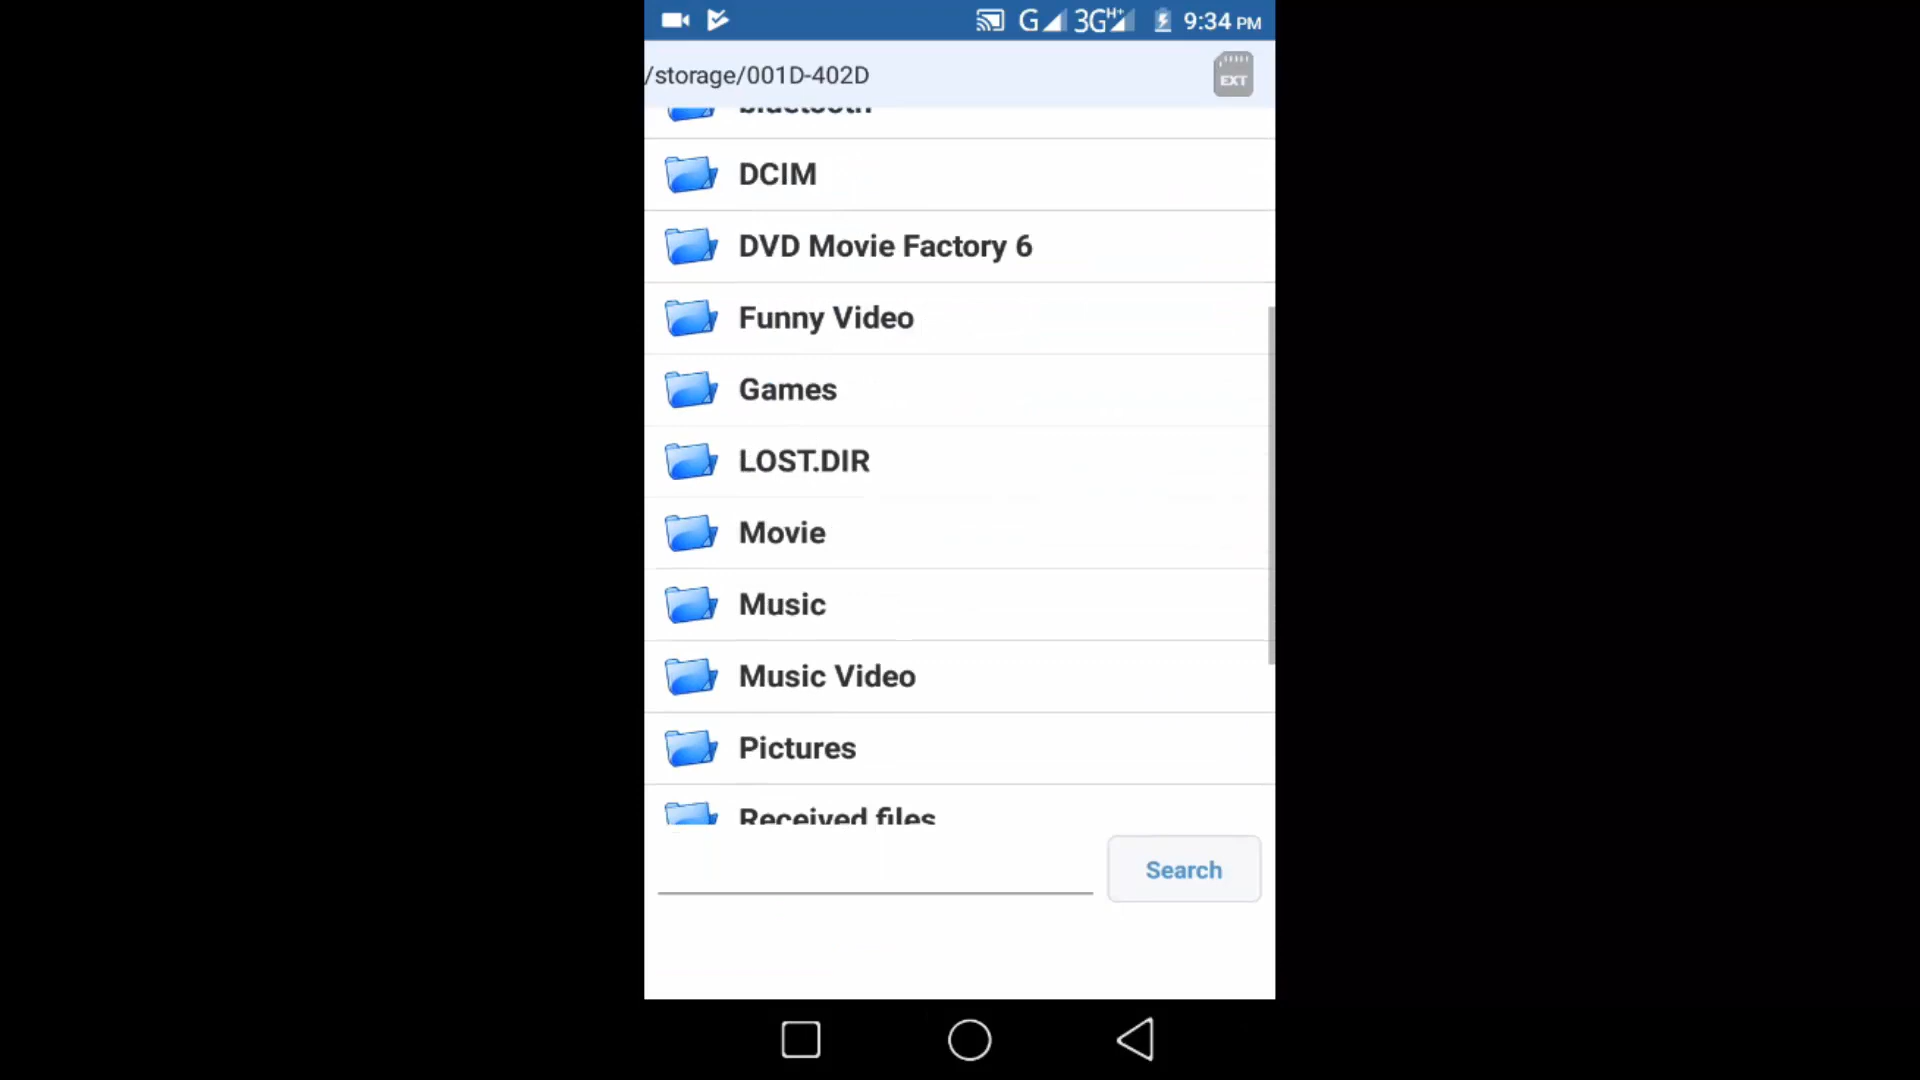 G 3G H+ 9:34 PM
/storage/001D-402D
EXT
bluetooth
DCIM
DVD Movie Factory 6
Funny Video
Games
LOST.DIR
Movie
Music
Music Video
Pictures
Received files
Search